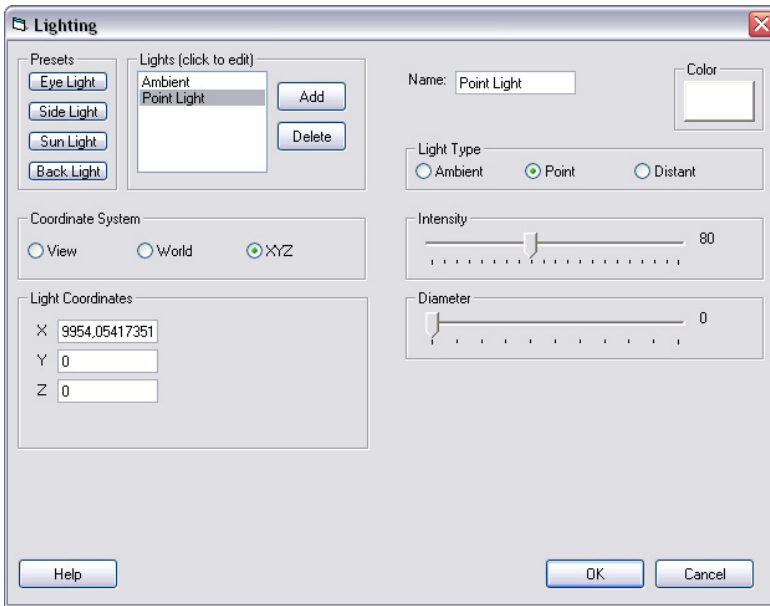 Lighting
Presets
Eye Light
Side Light
Sun Light
Back Light
Lights (click to edit)
Ambient
Point Light
Add
Delete
Name: Point Light
Color
Light Type
Ambient Point Distant
Coordinate System
View World XYZ
Intensity
80
Light Coordinates
X 9954,05417351
Y 0
Z 0
Diameter
0
Help
OK
Cancel